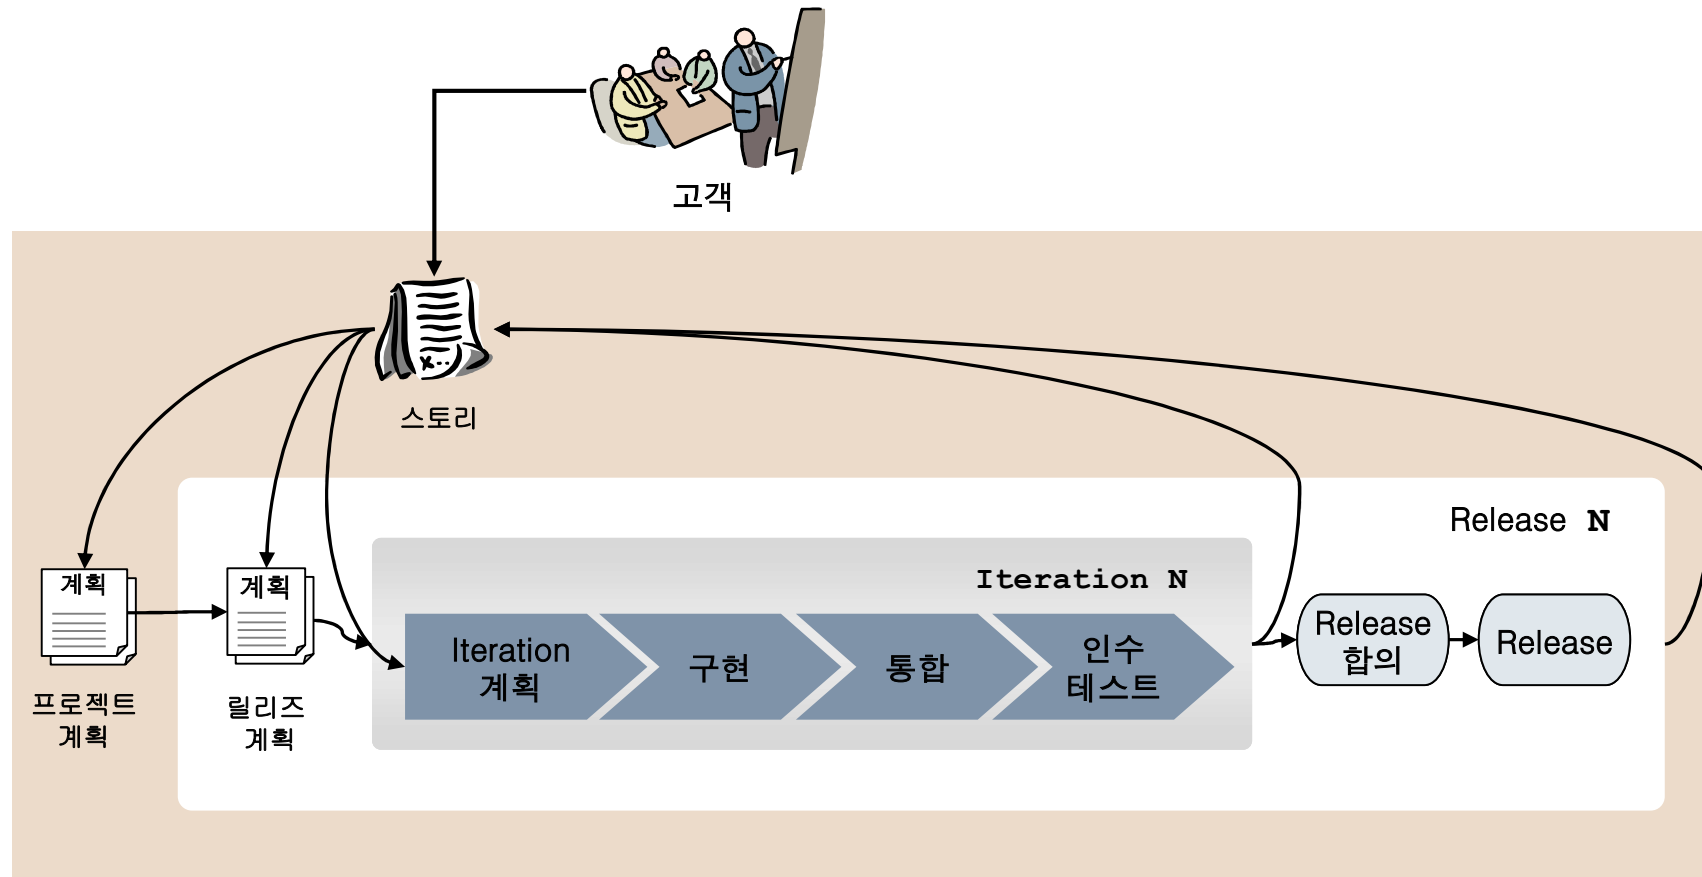 고객
스토리
Release N
Iteration N
계획
계획
Iteration
계획
구현
통합
인수
테스트
Release
합의
Release
프로젝트
계획
릴리즈
계획